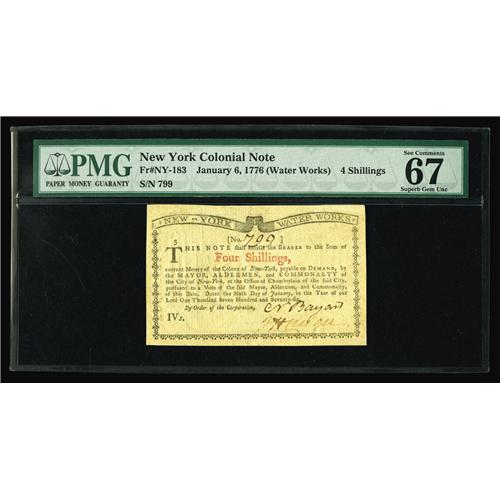 PMG
PAPER MONEY GUARANTY
New York Colonial Note
Fr#NY-183 January 6, 1776 (Water Works) 4 Shillings
S/N 799
See Comments
67
Superb Gem Unc
NEW-YORK WATER WORKS
5
[No. 799]
THIS NOTE shall entitle the BEARER to the Sum of
Four Shillings,
current Money of the Colony of New-York, payable on DEMAND, by
the MAYOR, ALDERMEN, and COMMONALTY of
the City of New-York, at the Office of Chamberlain of the said City,
pursuant to a Vote of the said Mayor, Aldermen, and Commonalty,
of this Date. Dated the Sixth Day of January, in the Year of our
Lord One Thousand Seven Hundred and Seventy-six.
By Order of the Corporation,
N Bayard
IVs.